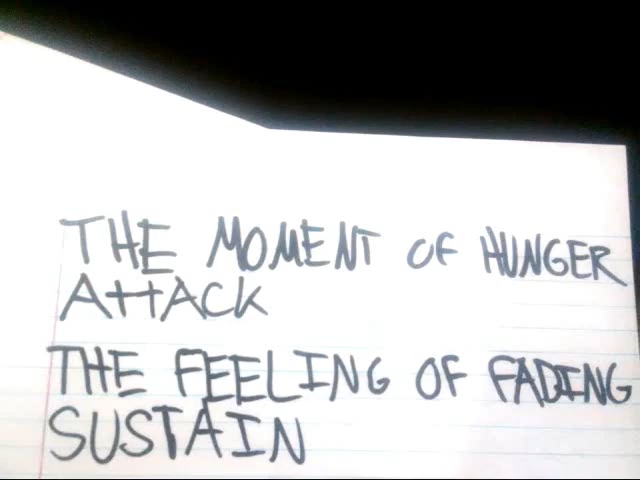 THE MOMENT OF HUNGER
ATTACK
THE FEELING OF FADING
SUSTAIN